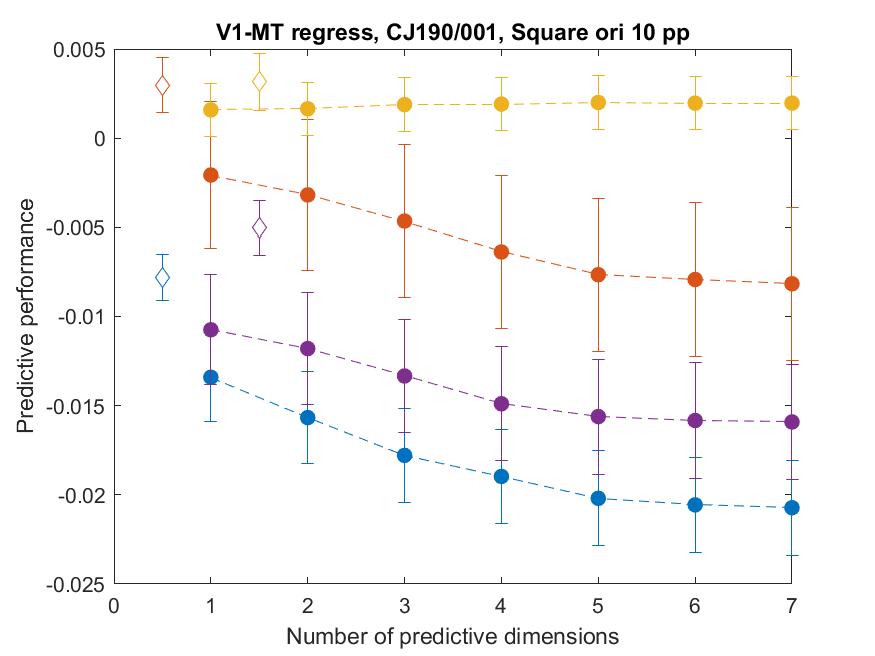 V1-MT regress, CJ190/001, Square ori 10 pp
0.005
0
-0.005
-0.01
-0.015
-0.02
-0.025
Predictive performance
0 1 2 3 4 5 6 7
Number of predictive dimensions